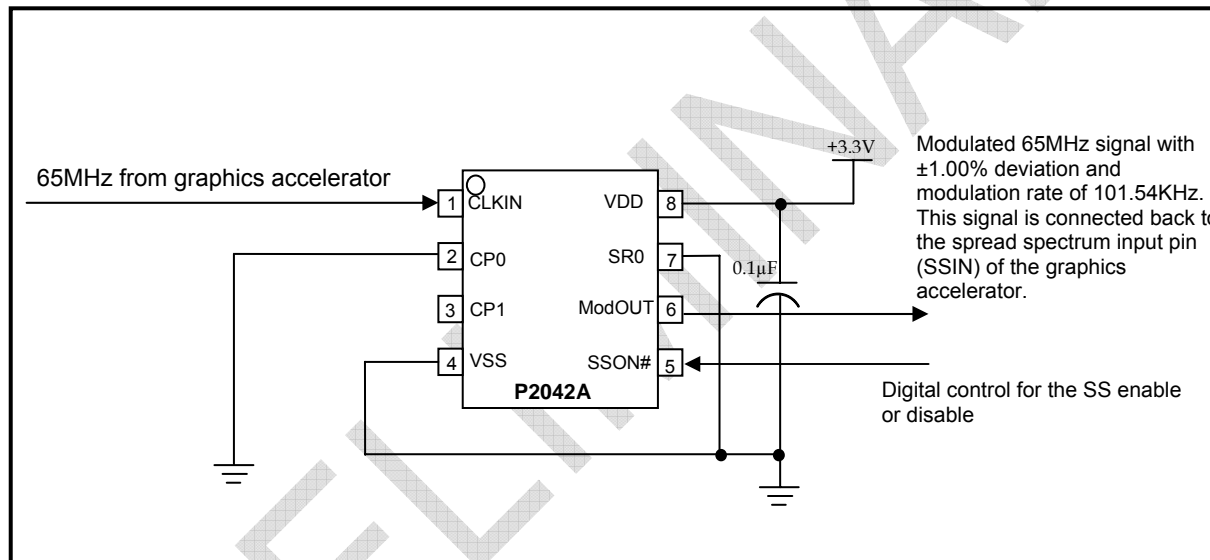 +3.3V
Modulated 65MHz signal with
±1.00% deviation and
modulation rate of 101.54KHz.
This signal is connected back to
the spread spectrum input pin
(SSIN) of the graphics
accelerator.
65MHz from graphics accelerator
1 CLKIN VDD 8
2 CP0 SR0 7
0.1µF
3 CP1 ModOUT 6
4 VSS SSON# 5
P2042A
Digital control for the SS enable
or disable